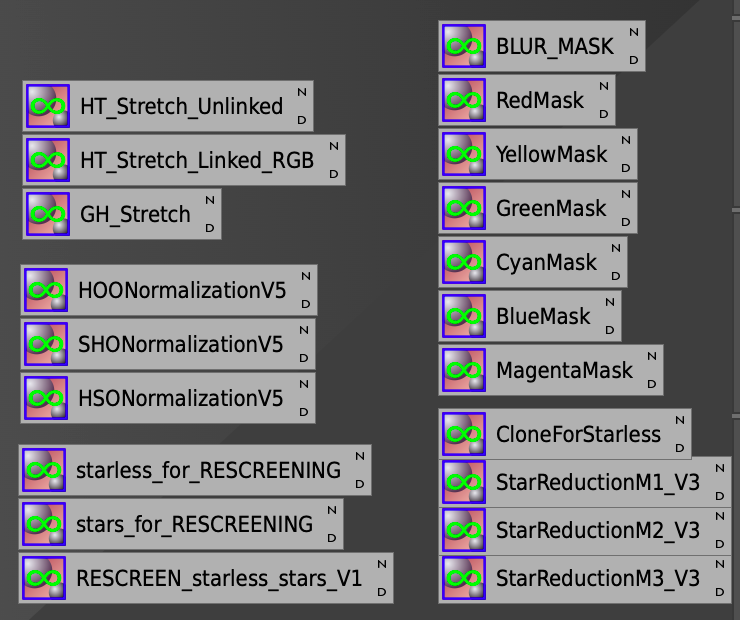 HT_Stretch_Unlinked
N
D
HT_Stretch_Linked_RGB
N
D
GH_Stretch
N
D
HOONormalizationV5
N
D
SHONormalizationV5
N
D
HSONormalizationV5
N
D
starless_for_RESCREENING
N
D
stars_for_RESCREENING
N
D
RESCREEN_starless_stars_V1
N
D
BLUR_MASK
N
D
RedMask
N
D
YellowMask
N
D
GreenMask
N
D
CyanMask
N
D
BlueMask
N
D
MagentaMask
N
D
CloneForStarless
N
D
StarReductionM1_V3
N
D
StarReductionM2_V3
N
D
StarReductionM3_V3
N
D